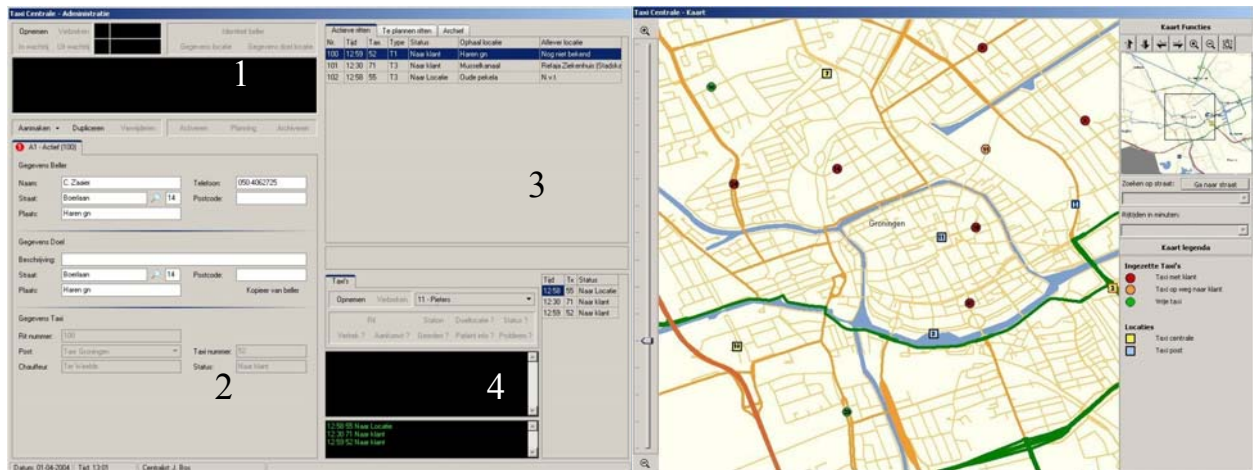 Taxi Centrale - Administratie
Opnemen Verbreken Identiteit beller
In wachtrij Uit wachtrij Gegevens locatie Gegevens doel locatie
1
Aanmaken Dupliceren Verwijderen Activeren Planning Archiveren
A1 - Actief (100)
Gegevens Beller
Naam: C. Zaaier Telefoon: 050-4062725
Straat: Boerlaan 14 Postcode:
Plaats: Haren gn
Gegevens Doel
Beschrijving:
Straat: Boerlaan 14 Postcode:
Plaats: Haren gn Kopieer van beller
Gegevens Taxi
Rit nummer: 100
Post: Taxi Groningen Taxi nummer: 52
Chauffeur Status: Naar klant
2
Datum: 01-04-2004 Tijd: 13:01 Centralist: J. Bos
Actieve ritten Te plannen ritten Archief
Nr. Tijd Taxi Type Status Ophaal locatie Aflever locatie
100 12:59 52 T1 Naar klant Haren gn Nog niet bekend
101 12:30 71 T3 Naar klant Musselkanaal Refaja Ziekenhuis (Stadska
102 12:58 55 T3 Naar Locatie Oude pekela N.v.t.
3
Taxi's
Opnemen Verbreken 11 - Pieters
Rit Status Doellocatie ? Status ?
Vertrek ? Aankomst ? Patient info ? Probleem ?
4
12:58 55 Naar Locatie
12:30 71 Naar klant
12:59 52 Naar klant
Tijd Te Status
12:58 55 Naar Locatie
12:30 71 Naar klant
12:59 52 Naar klant
Taxi Centrale - Kaart
Groningen
Kaart Functies
Zoeken op straat: Ga naar straat
Rijtijden in minuten:
Kaart legenda
Ingezette Taxi's
Taxi met klant
Taxi op weg naar klant
Vrije taxi
Locaties
Taxi centrale
Taxi post